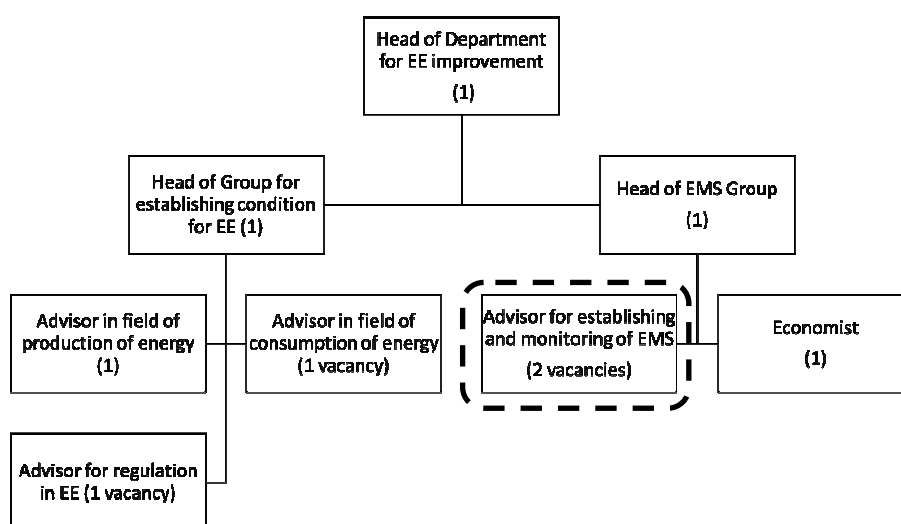 Head of Department
for EE improvement
(1)
Head of Group for
establishing condition
for EE (1)
Head of EMS Group
(1)
Advisor in field of
production of energy
(1)
Advisor in field of
consumption of energy
(1 vacancy)
Advisor for establishing
and monitoring of EMS
(2 vacancies)
Economist
(1)
Advisor for regulation
in EE (1 vacancy)